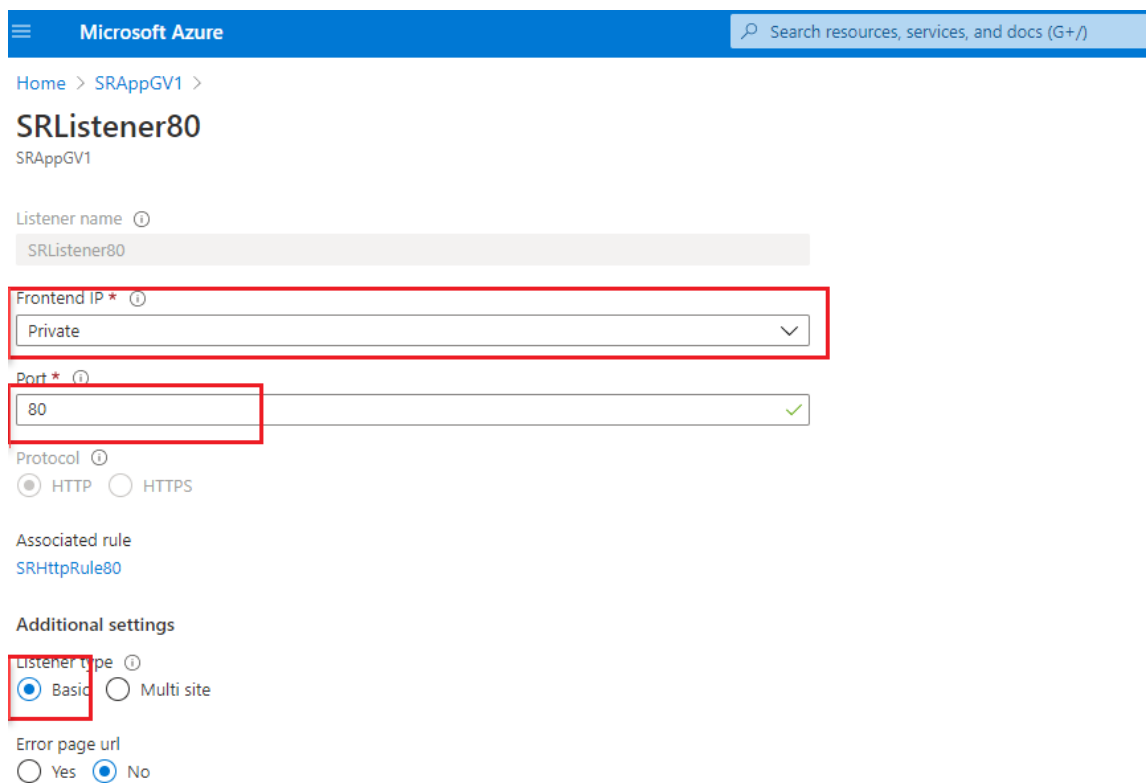 Microsoft Azure
Search resources, services, and docs (G+/)
Home > SRAppGV1 >
SRListener80
SRAppGV1
Listener name
SRListener80
Frontend IP *
Private
Port *
80
Protocol
HTTP HTTPS
Associated rule
SRHttpRule80
Additional settings
Listener type
Basic Multi site
Error page url
Yes No